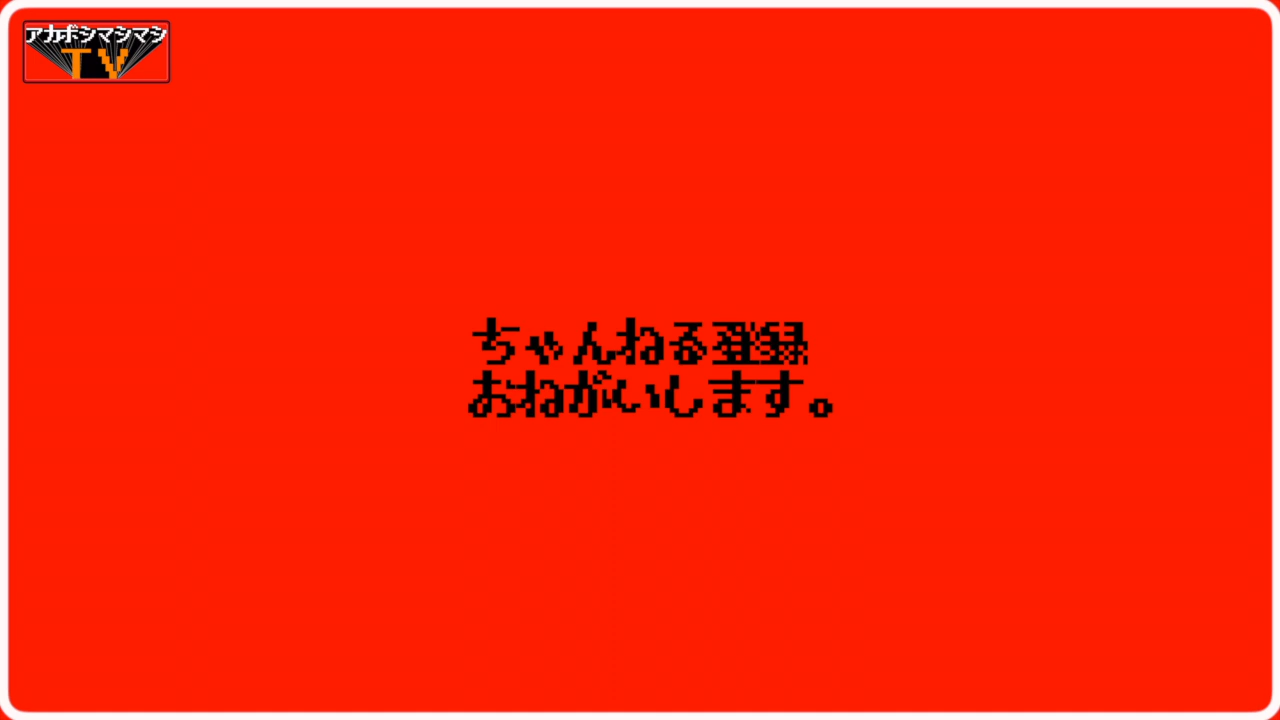 アカボシマシマシ
TV
ちゃんねる登録
おねがいします。